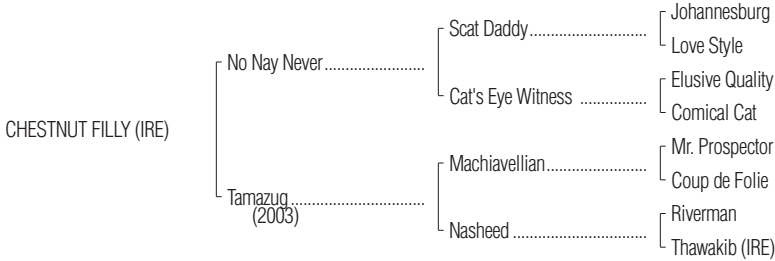 Johannesburg
Scat Daddy
Love Style
No Nay Never
Elusive Quality
Cat's Eye Witness
Comical Cat
CHESTNUT FILLY (IRE)
Mr. Prospector
Machiavellian
Coup de Folie
Tamazug
(2003)
Riverman
Nasheed
Thawakib (IRE)